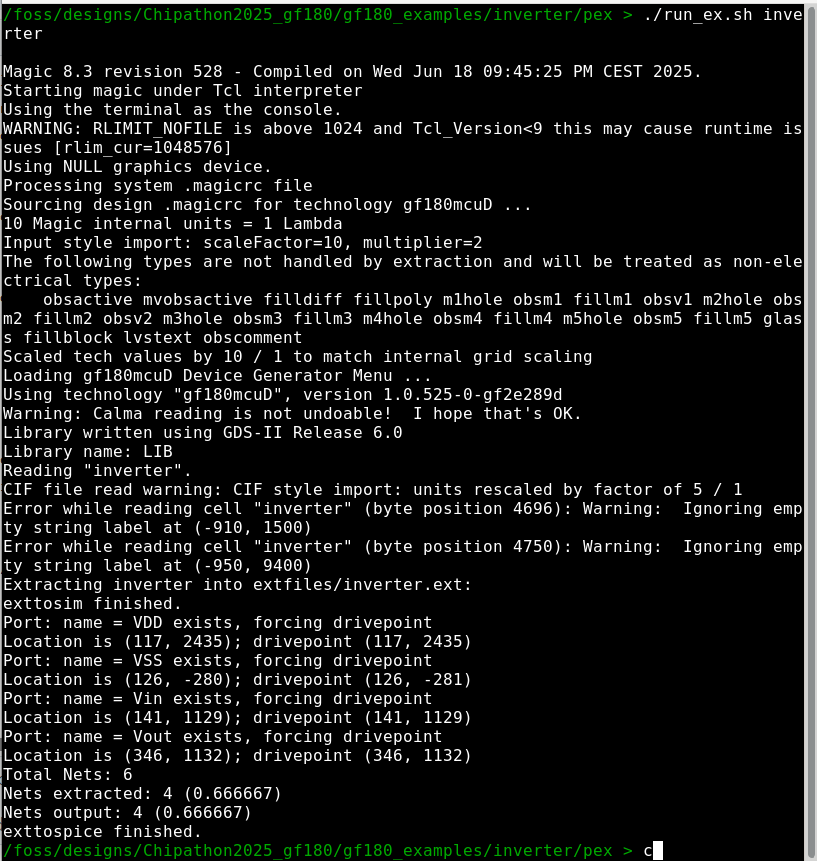 /foss/designs/Chipathon2025_gf180/gf180_examples/inverter/pex > ./run_ex.sh inve
rter

Magic 8.3 revision 528 - Compiled on Wed Jun 18 09:45:25 PM CEST 2025.
Starting magic under Tcl interpreter
Using the terminal as the console.
WARNING: RLIMIT_NOFILE is above 1024 and Tcl_Version<9 this may cause runtime is
sues [rlim_cur=1048576]
Using NULL graphics device.
Processing system .magicrc file
Sourcing design .magicrc for technology gf180mcuD ...
10 Magic internal units = 1 Lambda
Input style import: scaleFactor=10, multiplier=2
The following types are not handled by extraction and will be treated as non-ele
ctrical types:
    obsactive mvobsactive filldiff fillpoly m1hole obsm1 fillm1 obsv1 m2hole obs
m2 fillm2 obsv2 m3hole obsm3 fillm3 m4hole obsm4 fillm4 m5hole obsm5 fillm5 glas
s fillblock lvstext obscomment
Scaled tech values by 10 / 1 to match internal grid scaling
Loading gf180mcuD Device Generator Menu ...
Using technology "gf180mcuD", version 1.0.525-0-gf2e289d
Warning: Calma reading is not undoable!  I hope that's OK.
Library written using GDS-II Release 6.0
Library name: LIB
Reading "inverter".
CIF file read warning: CIF style import: units rescaled by factor of 5 / 1
Error while reading cell "inverter" (byte position 4696): Warning:  Ignoring emp
ty string label at (-910, 1500)
Error while reading cell "inverter" (byte position 4750): Warning:  Ignoring emp
ty string label at (-950, 9400)
Extracting inverter into extfiles/inverter.ext:
exttosim finished.
Port: name = VDD exists, forcing drivepoint
Location is (117, 2435); drivepoint (117, 2435)
Port: name = VSS exists, forcing drivepoint
Location is (126, -280); drivepoint (126, -281)
Port: name = Vin exists, forcing drivepoint
Location is (141, 1129); drivepoint (141, 1129)
Port: name = Vout exists, forcing drivepoint
Location is (346, 1132); drivepoint (346, 1132)
Total Nets: 6
Nets extracted: 4 (0.666667)
Nets output: 4 (0.666667)
exttospice finished.
/foss/designs/Chipathon2025_gf180/gf180_examples/inverter/pex > c